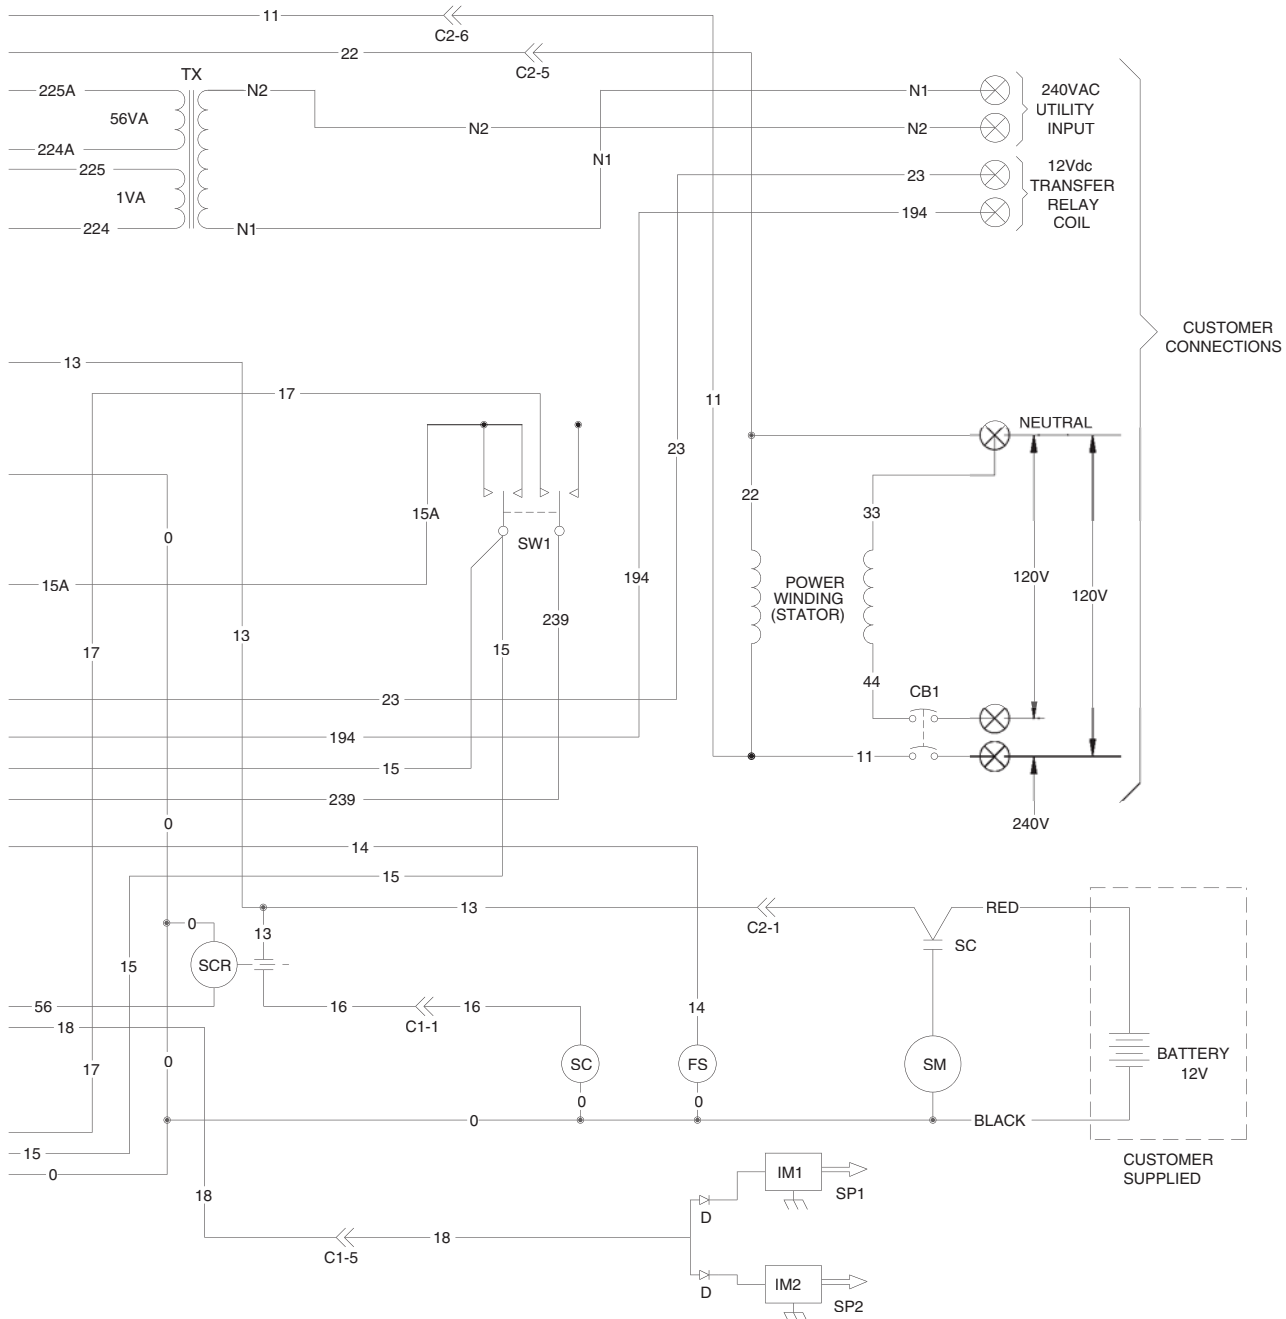 11
C2-6
22
C2-5
TX
225A
N2
N1
240VAC
UTILITY
INPUT
56VA
N2
N2
224A
N1
225
23
12Vdc
TRANSFER
RELAY
COIL
1VA
194
224
N1
CUSTOMER
CONNECTIONS
13
17
11
NEUTRAL
23
22
33
15A
0
SW1
15A
194
POWER
WINDING
(STATOR)
120V
120V
239
13
15
17
44
CB1
23
194
15
11
239
0
240V
14
15
13
RED
C2-1
0
13
SC
SCR
15
56
16
16
14
18
C1-1
0
17
SC
FS
SM
BATTERY
12V
0
0
0
BLACK
15
0
CUSTOMER
SUPPLIED
IM1
SP1
18
D
18
C1-5
IM2
D
SP2